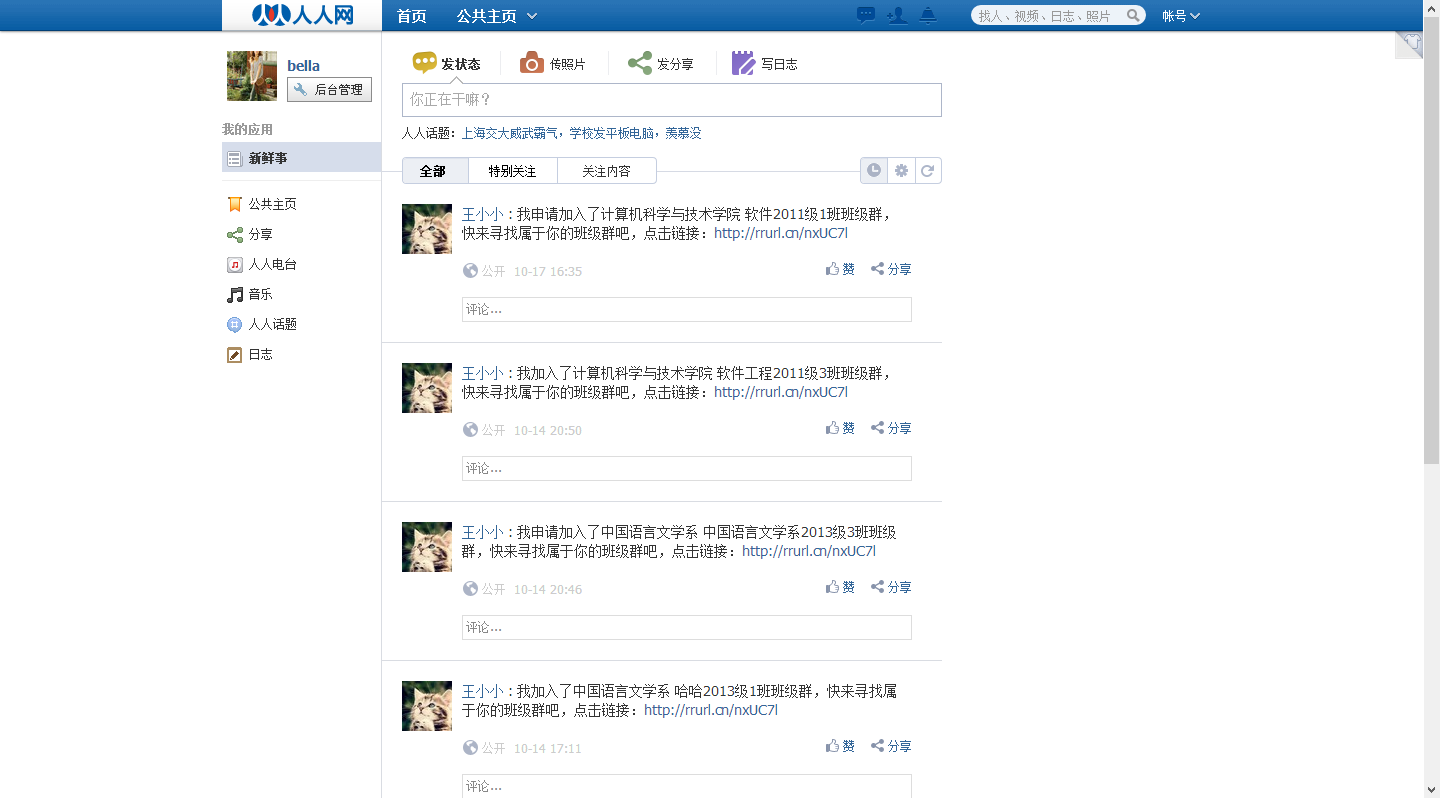 人人网 首页 公共主页 找人、视频、日志、照片 帐号
bella
后台管理
我的应用
新鲜事
公共主页
分享
人人电台
音乐
人人话题
日志
发状态 传照片 发分享 写日志
你正在干嘛？
人人话题：上海交大威武霸气，学校发平板电脑，羡慕没
全部 特别关注 关注内容
王小小 : 我申请加入了计算机科学与技术学院 软件2011级1班班级群，
快来寻找属于你的班级群吧，点击链接：http://rrurl.cn/nxUC7l
公开 10-17 16:35 赞 分享
评论...
王小小 : 我加入了计算机科学与技术学院 软件工程2011级3班班级群，
快来寻找属于你的班级群吧，点击链接：http://rrurl.cn/nxUC7l
公开 10-14 20:50 赞 分享
评论...
王小小 : 我申请加入了中国语言文学系 中国语言文学系2013级3班班级
群，快来寻找属于你的班级群吧，点击链接：http://rrurl.cn/nxUC7l
公开 10-14 20:46 赞 分享
评论...
王小小 : 我加入了中国语言文学系 哈哈2013级1班班级群，快来寻找属
于你的班级群吧，点击链接：http://rrurl.cn/nxUC7l
公开 10-14 17:11 赞 分享
评论...